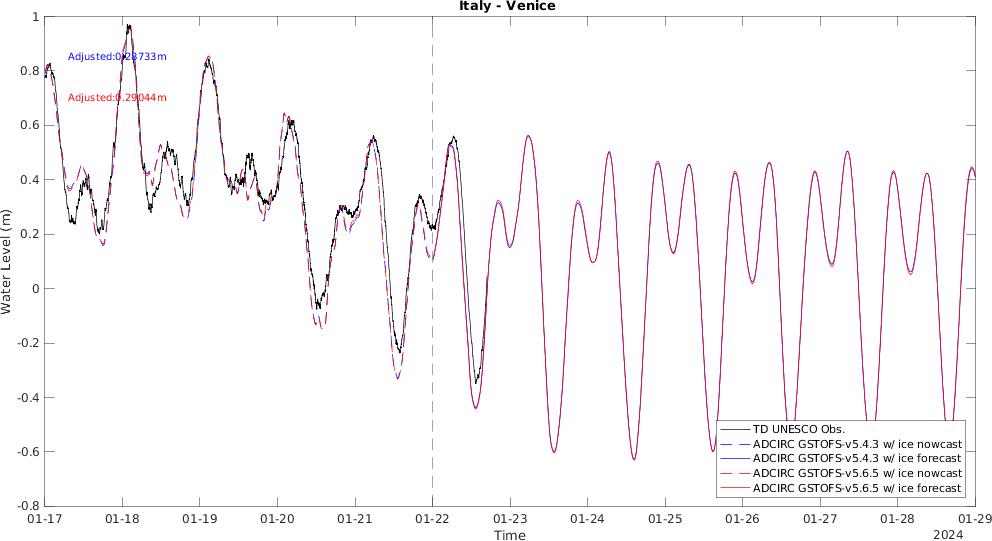 Italy - Venice
Adjusted:0.28733m
Adjusted:0.29044m
Water Level (m)
1
0.8
0.6
0.4
0.2
0
-0.2
-0.4
-0.6
-0.8
TD UNESCO Obs.
ADCIRC GSTOFS-v5.4.3 w/ ice nowcast
ADCIRC GSTOFS-v5.4.3 w/ ice forecast
ADCIRC GSTOFS-v5.6.5 w/ ice nowcast
ADCIRC GSTOFS-v5.6.5 w/ ice forecast
01-17 01-18 01-19 01-20 01-21 01-22 01-23 01-24 01-25 01-26 01-27 01-28 01-29
Time
2024